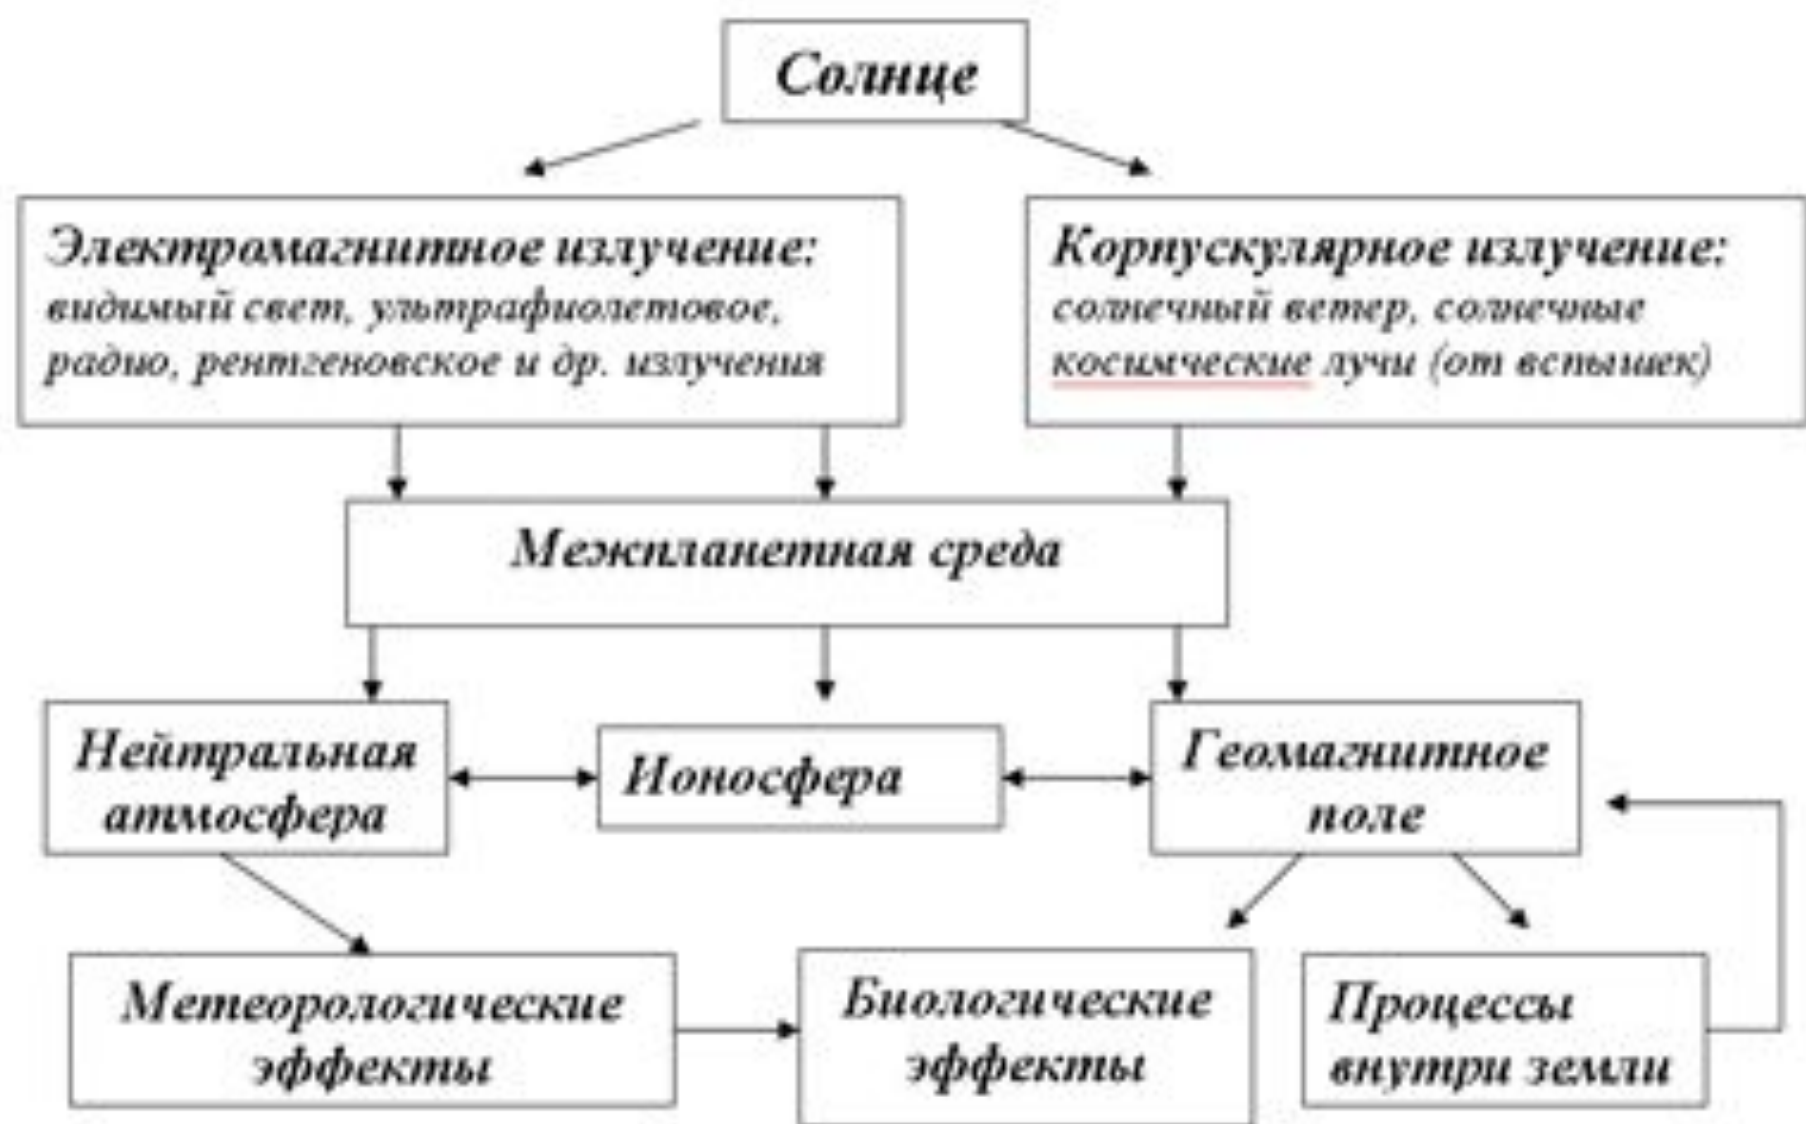 Солнце
Электромагнитное излучение:
видимый свет, ультрафиолетовое,
радио, рентгеновское и др. излучения
Корпускулярное излучение:
солнечный ветер, солнечные
косимческие лучи (от вспышек)
Межпланетная среда
Нейтральная
атмосфера
Ионосфера
Геомагнитное
поле
Метеорологические
эффекты
Биологические
эффекты
Процессы
внутри земли